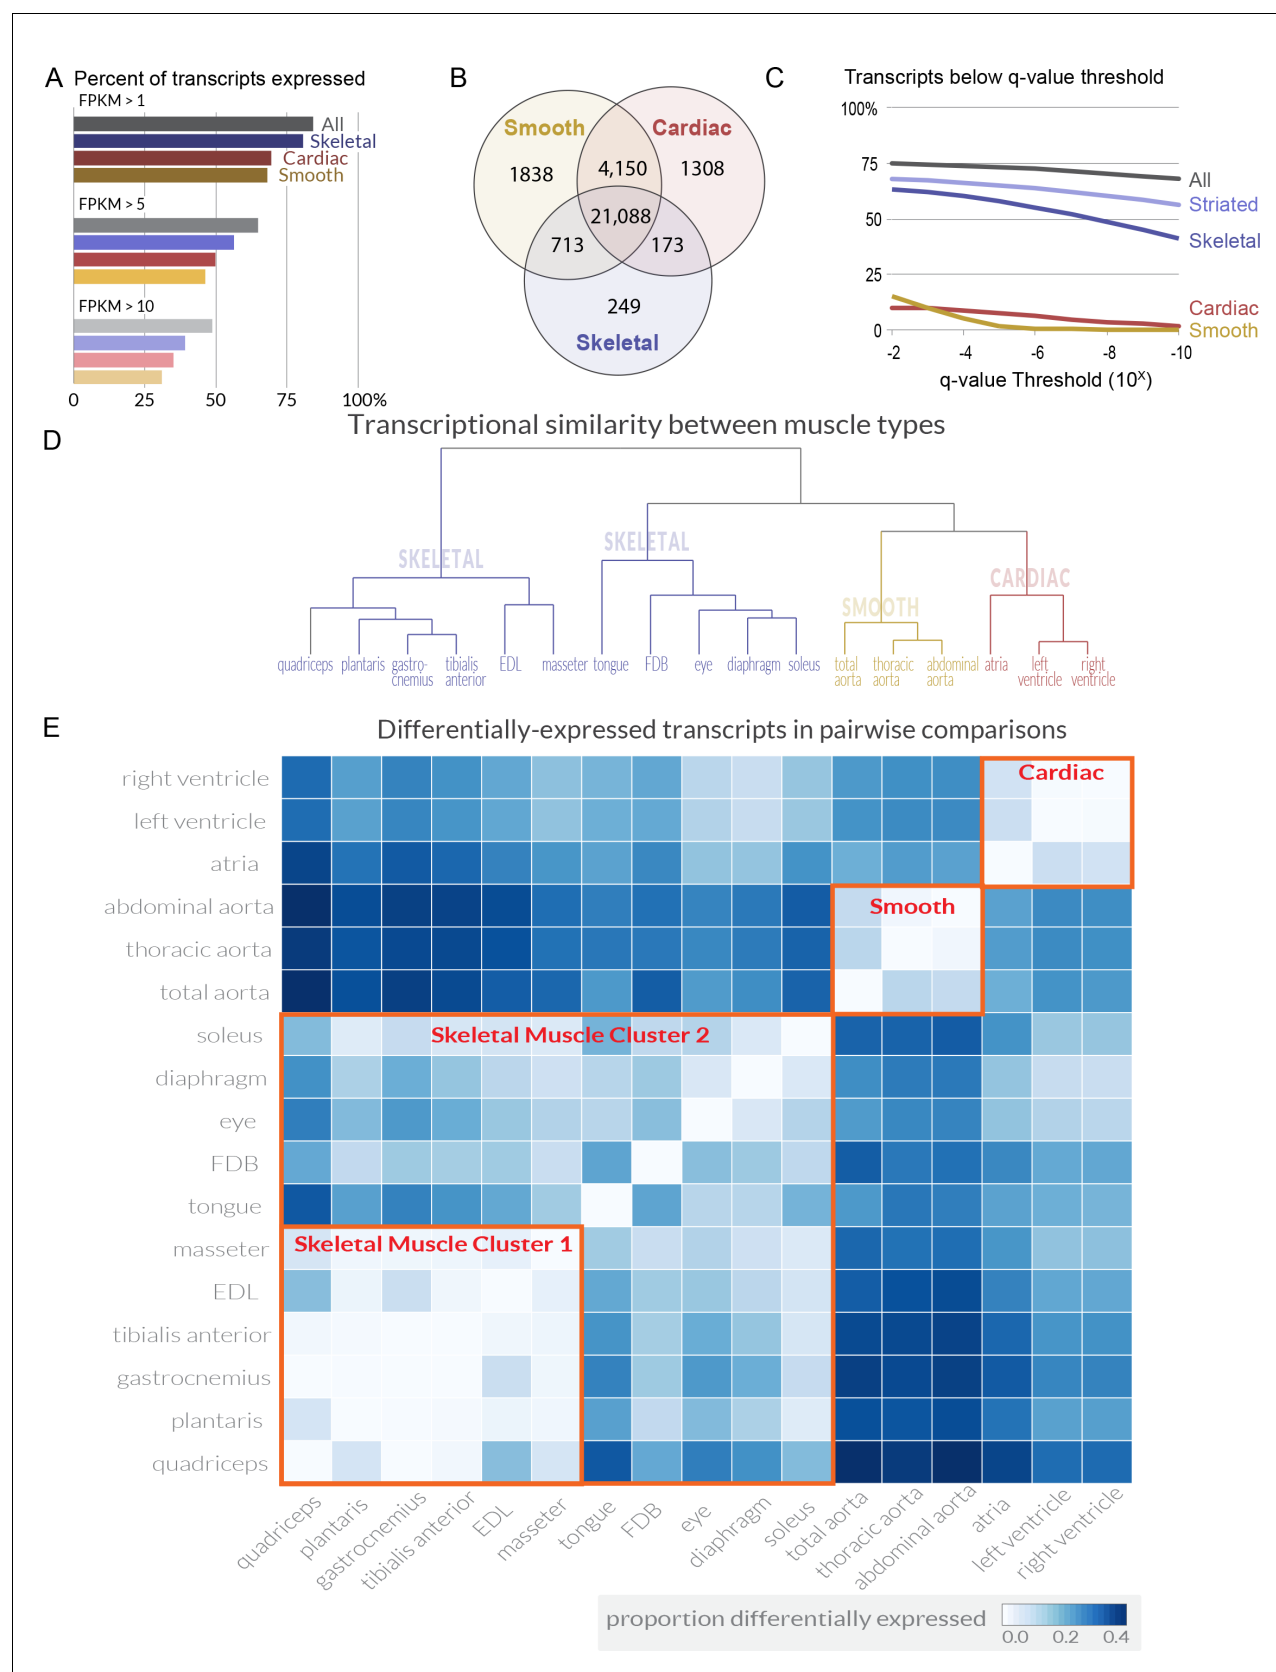 A
Percent of transcripts expressed
FPKM > 1
All
Skeletal
Cardiac
Smooth
FPKM > 5
FPKM > 10
0 25 50 75 100%
B
Smooth
Cardiac
1838
4,150
1308
21,088
713
173
249
Skeletal
C
Transcripts below q-value threshold
100%
75
50
25
0
All
Striated
Skeletal
Cardiac
Smooth
-2 -4 -6 -8 -10
q-value Threshold (10^X)
D
Transcriptional similarity between muscle types
SKELETAL
SKELETAL
SMOOTH
CARDIAC
quadriceps
plantaris
gastro-
cnemius
tibialis
anterior
EDL
masseter
tongue
FDB
eye
diaphragm
soleus
total
aorta
thoracic
aorta
abdominal
aorta
atria
left
ventricle
right
ventricle
E
Differentially-expressed transcripts in pairwise comparisons
right ventricle
left ventricle
atria
abdominal aorta
thoracic aorta
total aorta
soleus
diaphragm
eye
FDB
tongue
masseter
EDL
tibialis anterior
gastrocnemius
plantaris
quadriceps
Cardiac
Smooth
Skeletal Muscle Cluster 2
Skeletal Muscle Cluster 1
quadriceps
plantaris
gastrocnemius
tibialis anterior
EDL
masseter
tongue
FDB
eye
diaphragm
soleus
total aorta
thoracic aorta
abdominal aorta
atria
left ventricle
right ventricle
proportion differentially expressed
0.0 0.2 0.4